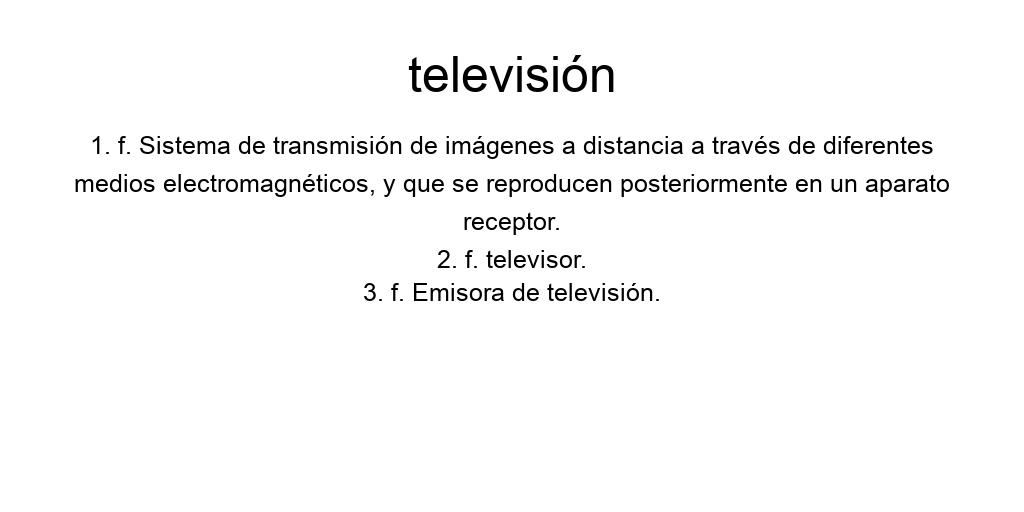 televisión
1. f. Sistema de transmisión de imágenes a distancia a través de diferentes
medios electromagnéticos, y que se reproducen posteriormente en un aparato
receptor.
2. f. televisor.
3. f. Emisora de televisión.